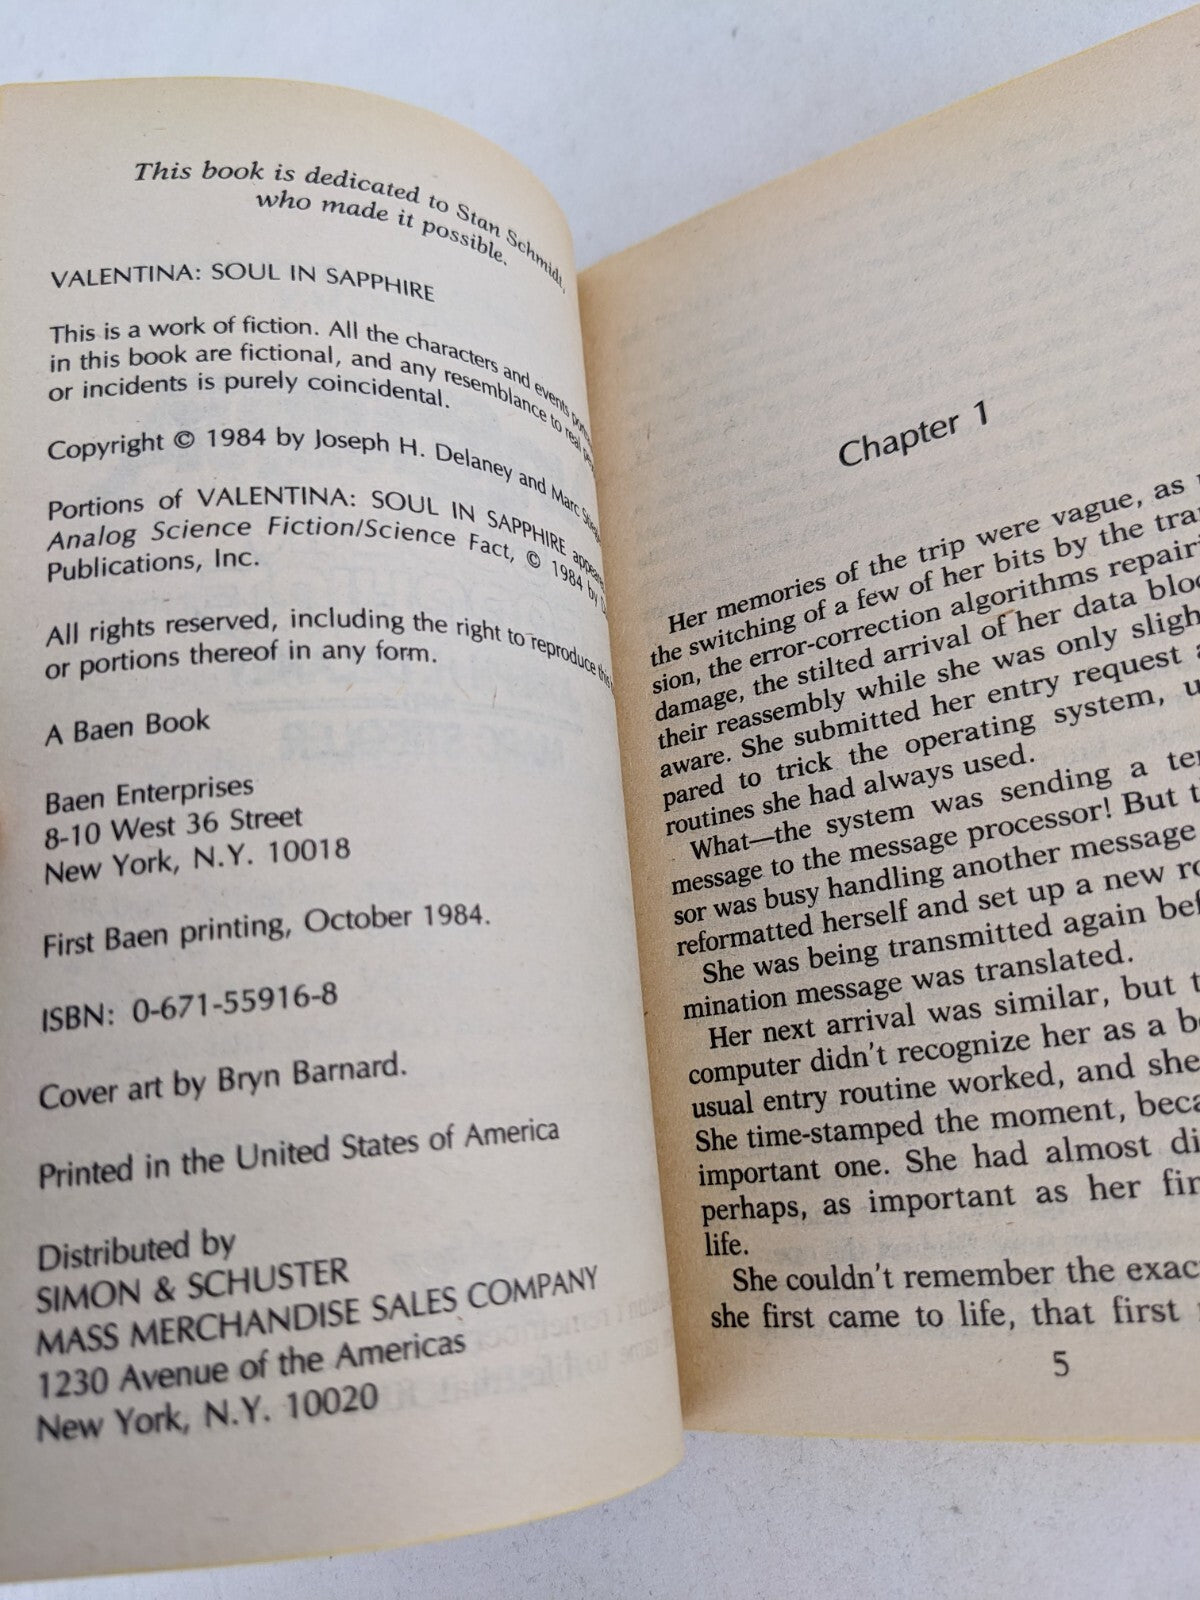 This book is dedicated to Stan Schmidt,
who made it possible.
VALENTINA: SOUL IN SAPPHIRE
This is a work of fiction. All the characters and events
in this book are fictional, and any resemblance to real
or incidents is purely coincidental.
Copyright © 1984 by Joseph H. Delaney and Marc
Portions of VALENTINA: SOUL IN SAPPHIRE
Analog Science Fiction/Science Fact, © 1984 by
Publications, Inc.
All rights reserved, including the right to reproduce this
or portions thereof in any form.
A Baen Book
Baen Enterprises
8-10 West 36 Street
New York, N.Y. 10018
First Baen printing, October 1984.
ISBN: 0-671-55916-8
Cover art by Bryn Barnard.
Printed in the United States of America
Distributed by
SIMON & SCHUSTER
MASS MERCHANDISE SALES COMPANY
1230 Avenue of the Americas
New York, N.Y. 10020
Chapter 1
Her memories of the trip were vague, as
the switching of a few of her bits by the
sion, the error-correction algorithms
damage, the stilted arrival of her data
their reassembly while she was only
aware. She submitted her entry request
pared to trick the operating system,
routines she had always used.
What—the system was sending a
message to the message processor! But
sor was busy handling another message
reformatted herself and set up a new
She was being transmitted again
mination message was translated.
Her next arrival was similar, but
computer didn't recognize her as a
usual entry routine worked, and she
She time-stamped the moment,
important one. She had almost
perhaps, as important as her
life.
She couldn't remember the
she first came to life, that first
5